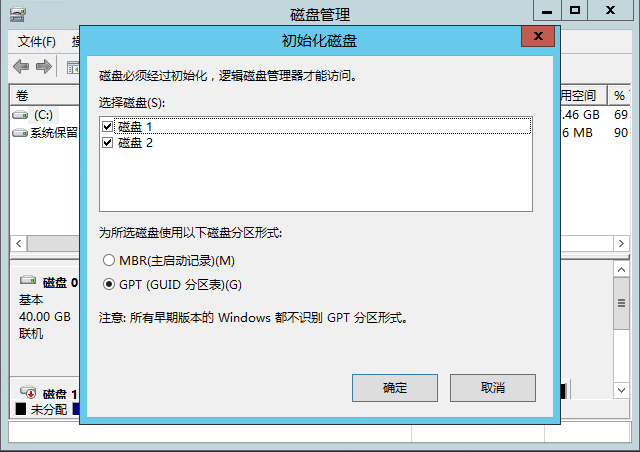 磁盘管理
文件(F)
初始化磁盘
磁盘必须经过初始化，逻辑磁盘管理器才能访问。
选择磁盘(S):
磁盘 1
磁盘 2
为所选磁盘使用以下磁盘分区形式:
MBR(主启动记录)(M)
GPT (GUID 分区表)(G)
注意: 所有早期版本的 Windows 都不识别 GPT 分区形式。
确定
取消
卷
用空间
%
(C:)
.46 GB
69
系统保留
6 MB
90
磁盘 0
基本
40.00 GB
联机
磁盘 1
未分配